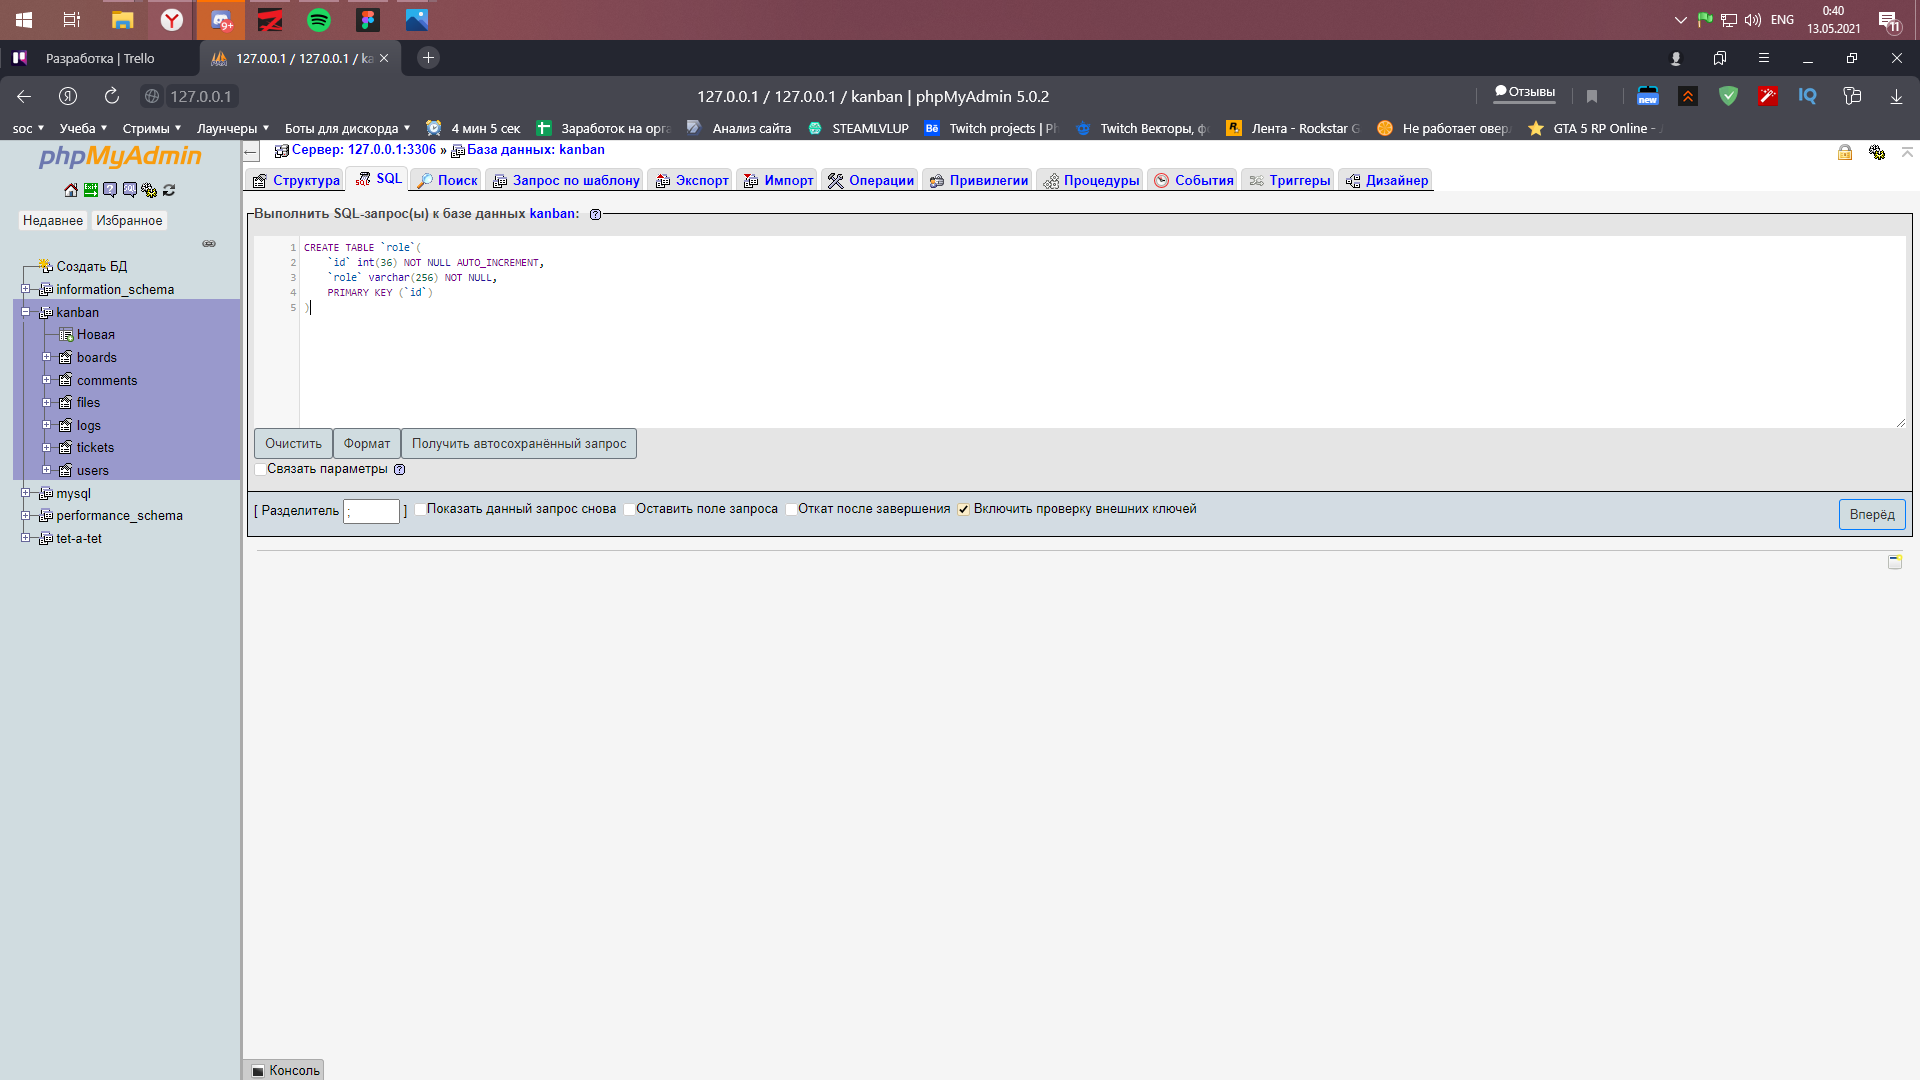 9+
ENG
0:40
13.05.2021
11
Разработка | Trello
127.0.0.1 / 127.0.0.1 / ka
127.0.0.1
127.0.0.1 / 127.0.0.1 / kanban | phpMyAdmin 5.0.2
Отзывы
new
IQ
soc
Учеба
Стримы
Лаунчеры
Боты для дискорда
4 мин 5 сек
Заработок на орга
Анализ сайта
STEAMLVLUP
Bē
Twitch projects | Ph
Twitch Векторы, ф
Лента - Rockstar G
Не работает овер
GTA 5 RP Online -
phpMyAdmin
Недавнее
Избранное
Создать БД
information_schema
kanban
Новая
boards
comments
files
logs
tickets
users
mysql
performance_schema
tet-a-tet
Сервер: 127.0.0.1:3306 » База данных: kanban
Структура
SQL
Поиск
Запрос по шаблону
Экспорт
Импорт
Операции
Привилегии
Процедуры
События
Триггеры
Дизайнер
Выполнить SQL-запрос(ы) к базе данных kanban:
1 CREATE TABLE `role`(
2 `id` int(36) NOT NULL AUTO_INCREMENT,
3 `role` varchar(256) NOT NULL,
4 PRIMARY KEY (`id`)
5 )
Очистить
Формат
Получить автосохранённый запрос
Связать параметры
[ Разделитель ; ]
Показать данный запрос снова
Оставить поле запроса
Откат после завершения
Включить проверку внешних ключей
Вперёд
Консоль